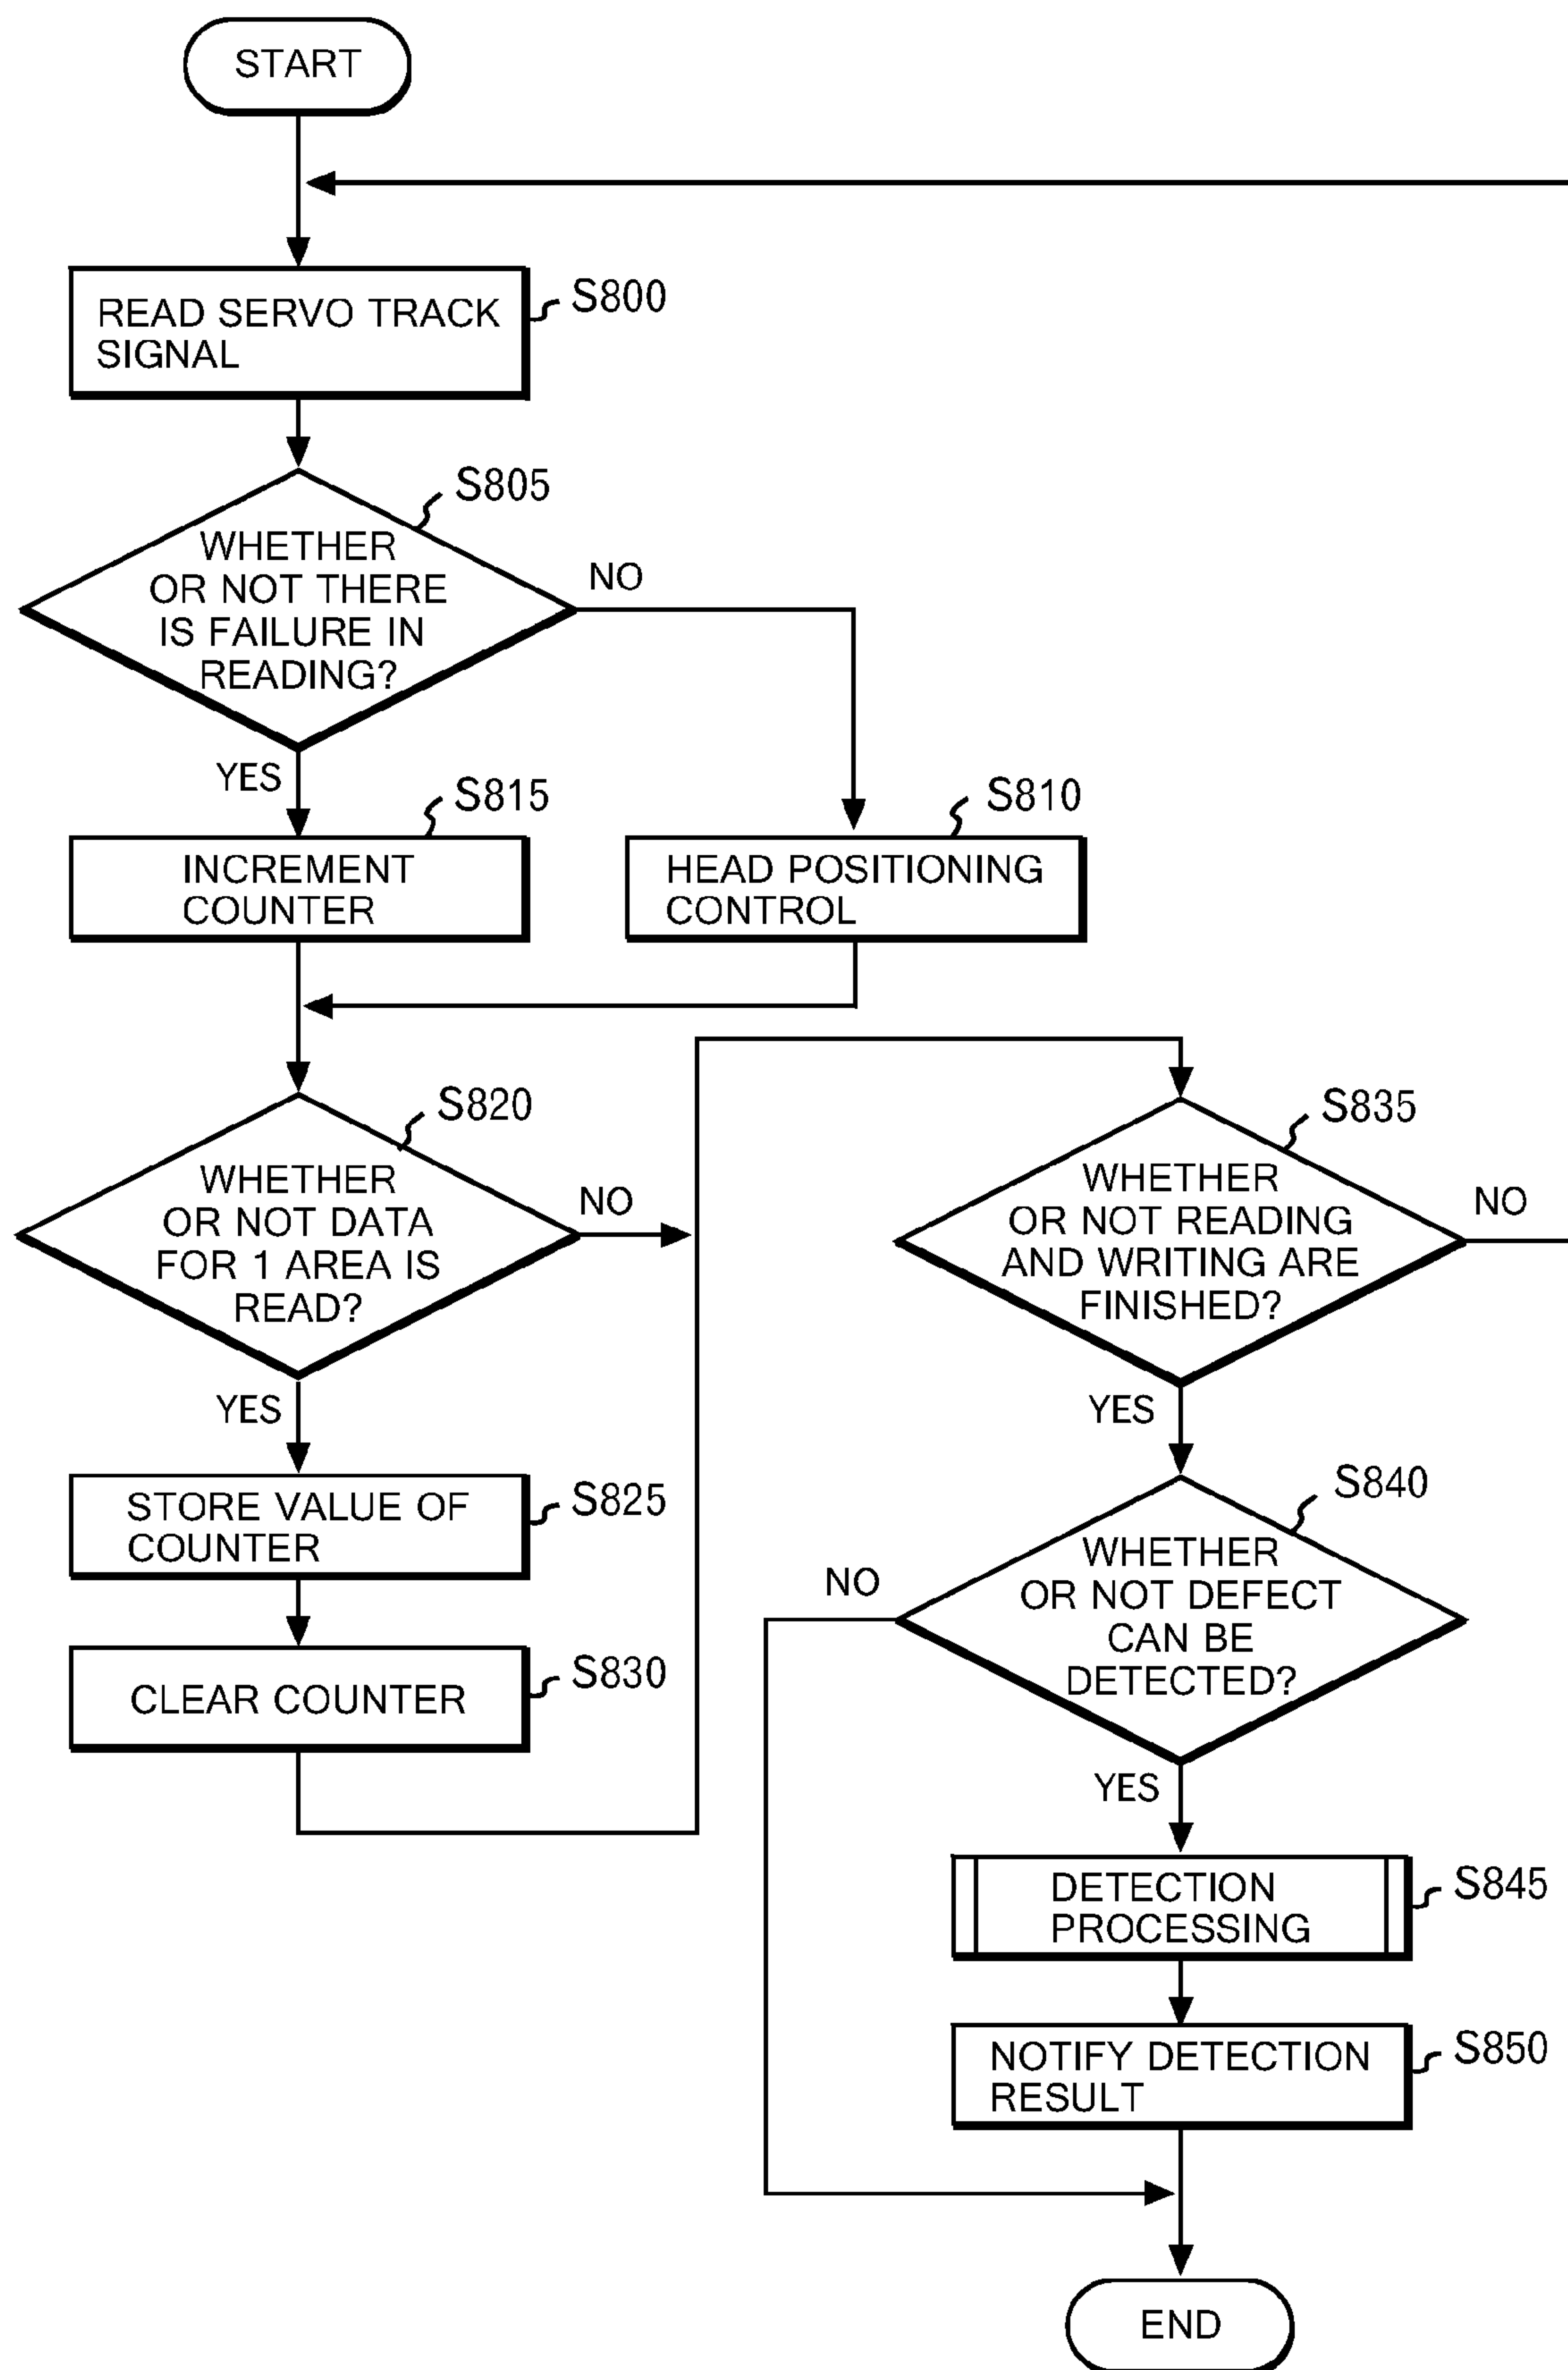 START
READ SERVO TRACK
SIGNAL
S800
S805
WHETHER
OR NOT THERE
IS FAILURE IN
READING?
NO
YES
S815
INCREMENT
COUNTER
S810
HEAD POSITIONING
CONTROL
S820
WHETHER
OR NOT DATA
FOR 1 AREA IS
READ?
NO
YES
STORE VALUE OF
COUNTER
S825
CLEAR COUNTER
S830
S835
WHETHER
OR NOT READING
AND WRITING ARE
FINISHED?
NO
YES
S840
WHETHER
OR NOT DEFECT
CAN BE
DETECTED?
NO
YES
DETECTION
PROCESSING
S845
NOTIFY DETECTION
RESULT
S850
END